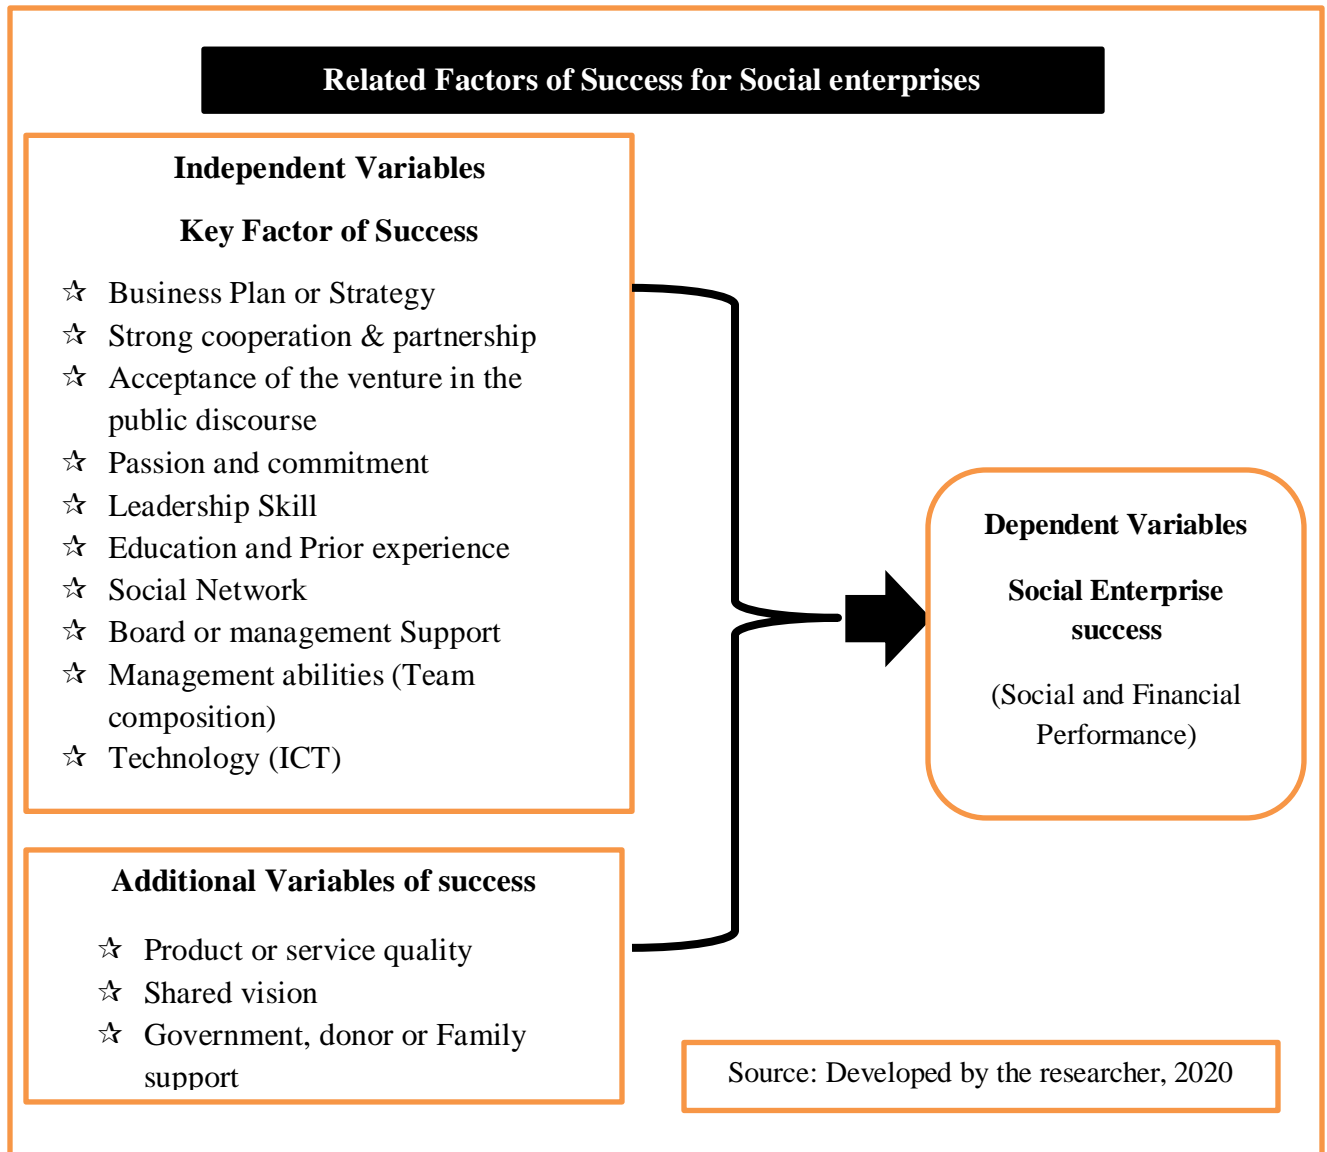 Related Factors of Success for Social enterprises
Independent Variables
Key Factor of Success
☆ Business Plan or Strategy
☆ Strong cooperation & partnership
☆ Acceptance of the venture in the
public discourse
☆ Passion and commitment
☆ Leadership Skill
☆ Education and Prior experience
☆ Social Network
☆ Board or management Support
☆ Management abilities (Team
composition)
☆ Technology (ICT)
Additional Variables of success
☆ Product or service quality
☆ Shared vision
☆ Government, donor or Family
support
Dependent Variables
Social Enterprise
success
(Social and Financial
Performance)
Source: Developed by the researcher, 2020